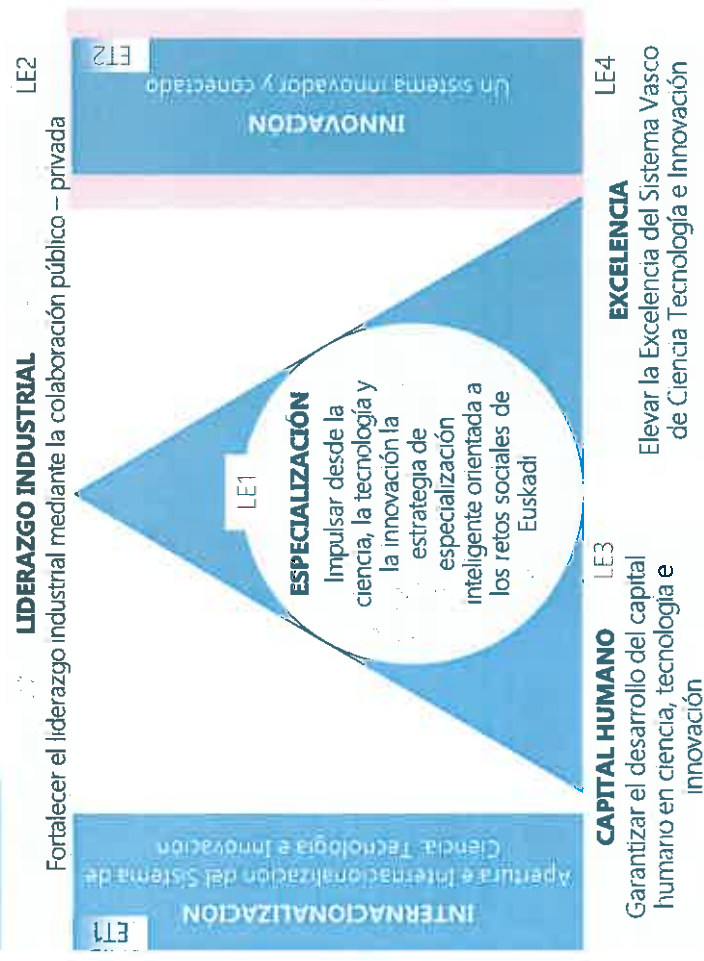 LIDERAZGO INDUSTRIAL
LE2
Fortalecer el liderazgo industrial mediante la colaboración público – privada
ET1
INTERNACIONALIZACIÓN
Apertura e Internacionalización del Sistema de
Ciencia, Tecnología e Innovación
LE1
ESPECIALIZACIÓN
Impulsar desde la
ciencia, la tecnología y
la innovación la
estrategia de
especialización
inteligente orientada a
los retos sociales de
Euskadi
ET2
INNOVACIÓN
Un sistema innovador y conectado
LE3
CAPITAL HUMANO
Garantizar el desarrollo del capital
humano en ciencia, tecnología e
innovación
LE4
EXCELENCIA
Elevar la Excelencia del Sistema Vasco
de Ciencia Tecnología e Innovación